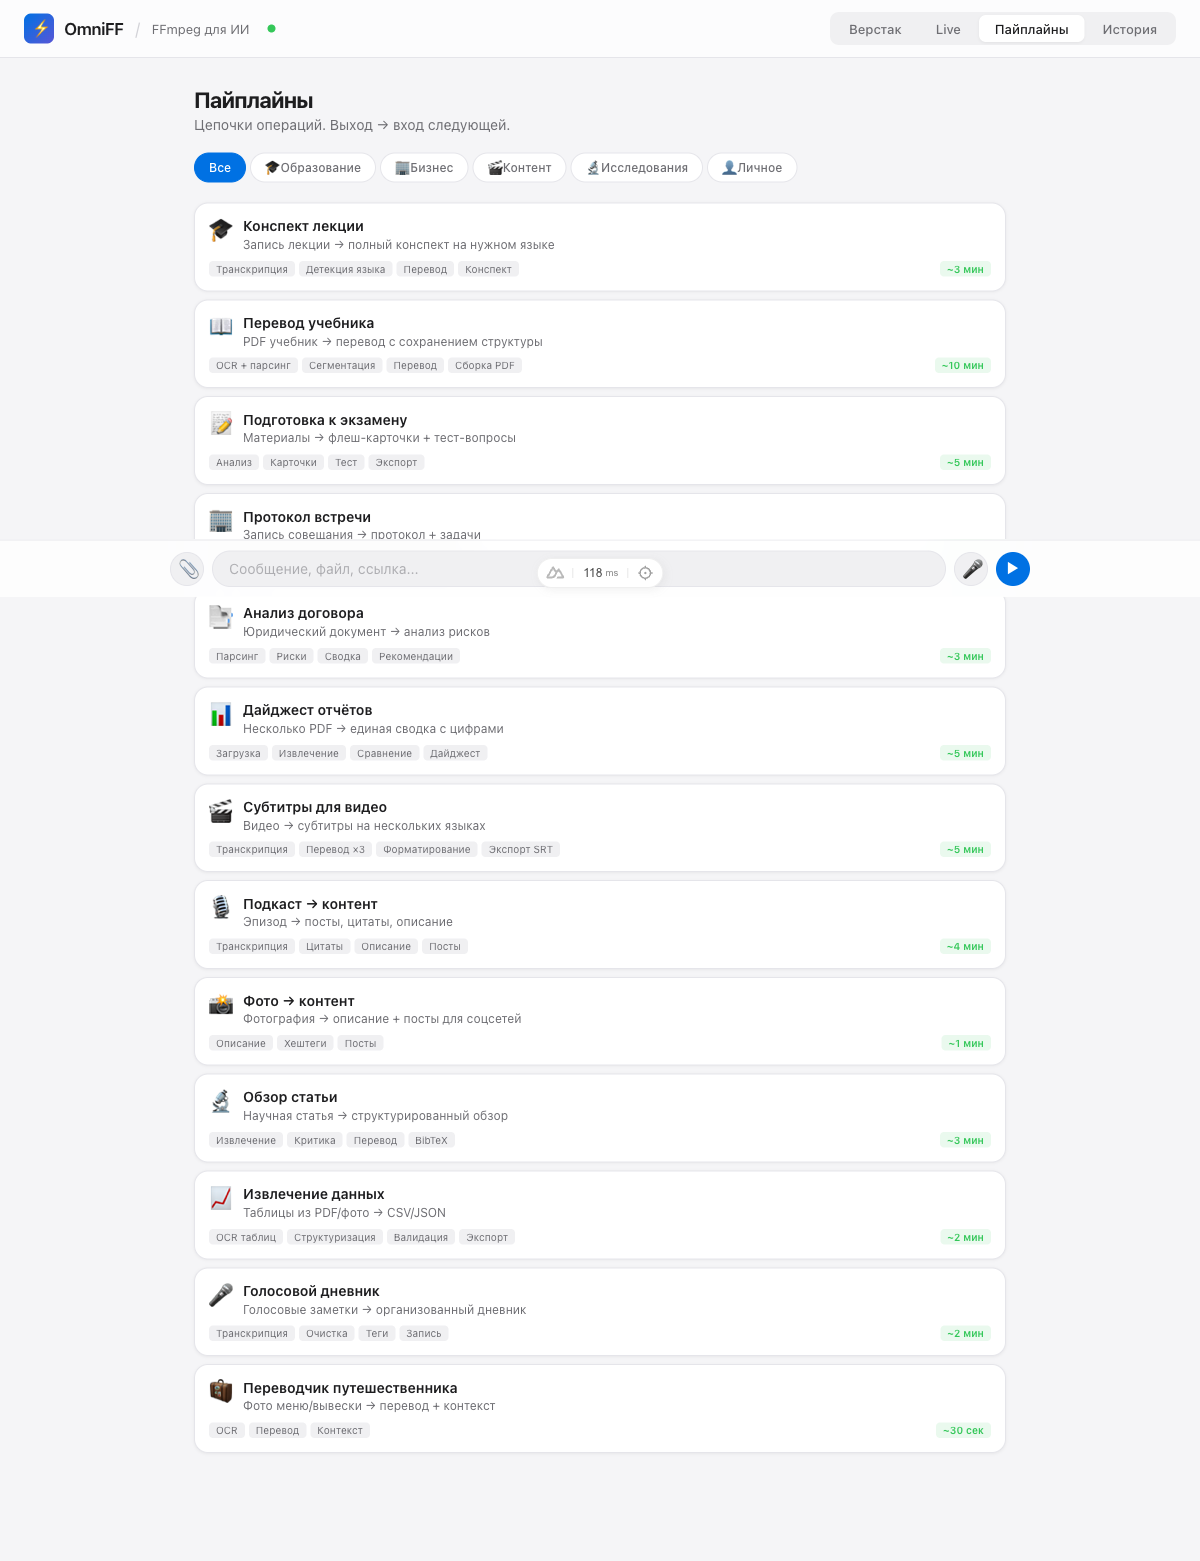 OmniFF / FFmpeg для ИИ
Верстак Live Пайплайны История
Пайплайны
Цепочки операций. Выход → вход следующей.
Все Образование Бизнес Контент Исследования Личное
Конспект лекции
Запись лекции → полный конспект на нужном языке
Транскрипция Детекция языка Перевод Конспект ~3 мин
Перевод учебника
PDF учебник → перевод с сохранением структуры
OCR + парсинг Сегментация Перевод Сборка PDF ~10 мин
Подготовка к экзамену
Материалы → флеш-карточки + тест-вопросы
Анализ Карточки Тест Экспорт ~5 мин
Протокол встречи
Запись совещания → протокол + задачи
Сообщение, файл, ссылка... 118 ms
Анализ договора
Юридический документ → анализ рисков
Парсинг Риски Сводка Рекомендации ~3 мин
Дайджест отчётов
Несколько PDF → единая сводка с цифрами
Загрузка Извлечение Сравнение Дайджест ~5 мин
Субтитры для видео
Видео → субтитры на нескольких языках
Транскрипция Перевод ×3 Форматирование Экспорт SRT ~5 мин
Подкаст → контент
Эпизод → посты, цитаты, описание
Транскрипция Цитаты Описание Посты ~4 мин
Фото → контент
Фотография → описание + посты для соцсетей
Описание Хештеги Посты ~1 мин
Обзор статьи
Научная статья → структурированный обзор
Извлечение Критика Перевод BibTeX ~3 мин
Извлечение данных
Таблицы из PDF/фото → CSV/JSON
OCR таблиц Структуризация Валидация Экспорт ~2 мин
Голосовой дневник
Голосовые заметки → организованный дневник
Транскрипция Очистка Теги Запись ~2 мин
Переводчик путешественника
Фото меню/вывески → перевод + контекст
OCR Перевод Контекст ~30 сек